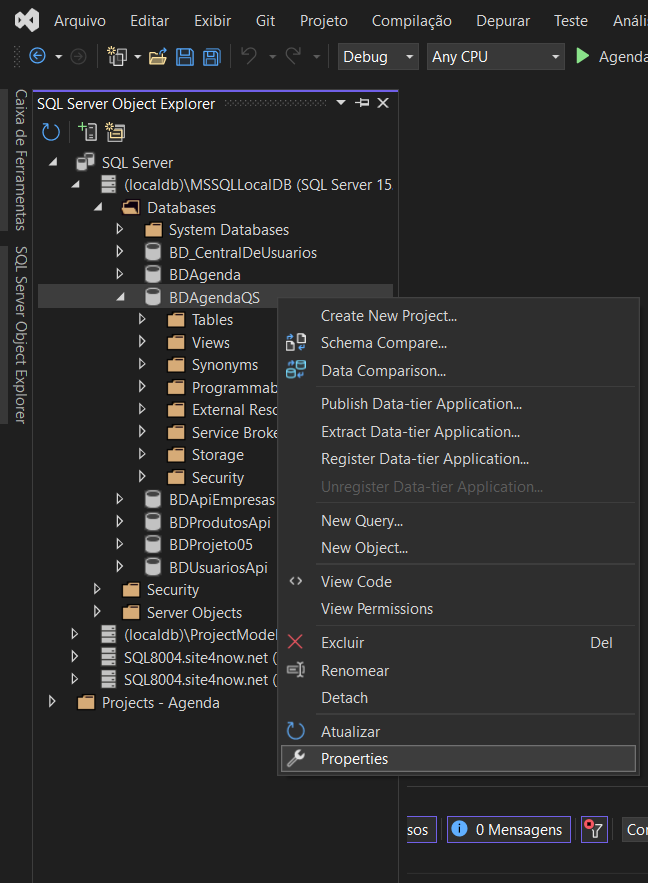 Arquivo Editar Exibir Git Projeto Compilação Depurar Teste Análi
Debug Any CPU Agenda
Caixa de Ferramentas
SQL Server Object Explorer
SQL Server Object Explorer
SQL Server
(localdb)\MSSQLLocalDB (SQL Server 15
Databases
System Databases
BD_CentralDeUsuarios
BDAgenda
BDAgendaQS
Tables
Views
Synonyms
Programmab
External Reso
Service Broke
Storage
Security
BDApiEmpresas
BDProdutosApi
BDProjeto05
BDUsuariosApi
Security
Server Objects
(localdb)\ProjectModel
SQL8004.site4now.net (
SQL8004.site4now.net (
Projects - Agenda
Create New Project...
Schema Compare...
Data Comparison...
Publish Data-tier Application...
Extract Data-tier Application...
Register Data-tier Application...
Unregister Data-tier Application...
New Query...
New Object...
View Code
View Permissions
Excluir Del
Renomear
Detach
Atualizar
Properties
sos 0 Mensagens Co